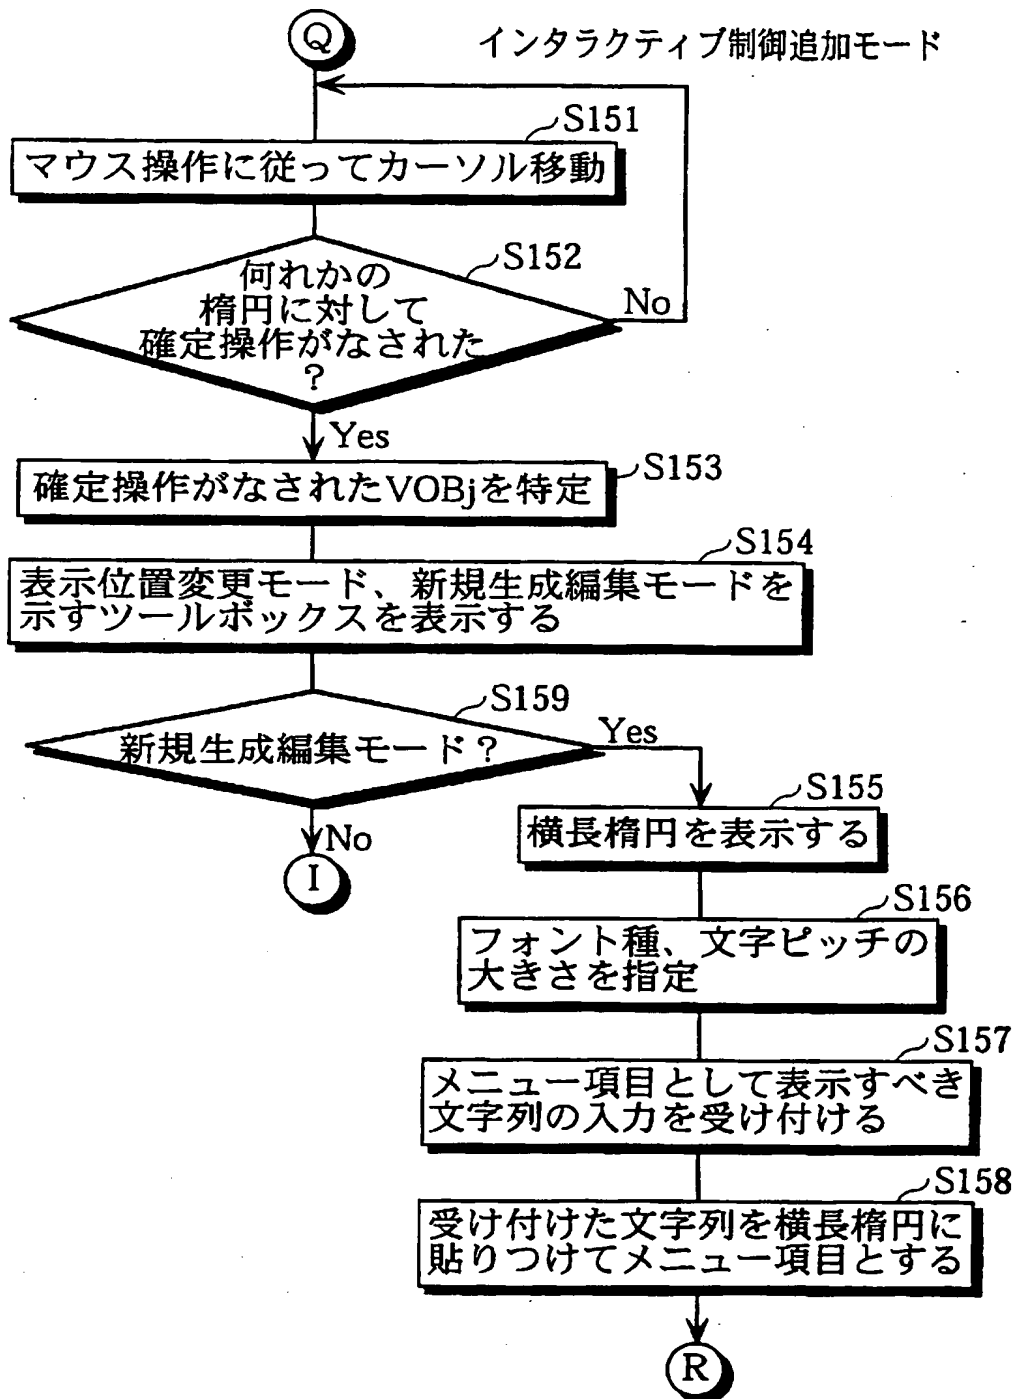 Q
インタラクティブ制御追加モード
S151
マウス操作に従ってカーソル移動
S152
何れかの
楕円に対して
確定操作がなされた
?
No
Yes
S153
確定操作がなされたVOBjを特定
S154
表示位置変更モード、新規生成編集モードを
示すツールボックスを表示する
S159
新規生成編集モード?
Yes
No
I
S155
横長楕円を表示する
S156
フォント種、文字ピッチの
大きさを指定
S157
メニュー項目として表示すべき
文字列の入力を受け付ける
S158
受け付けた文字列を横長楕円に
貼りつけてメニュー項目とする
R